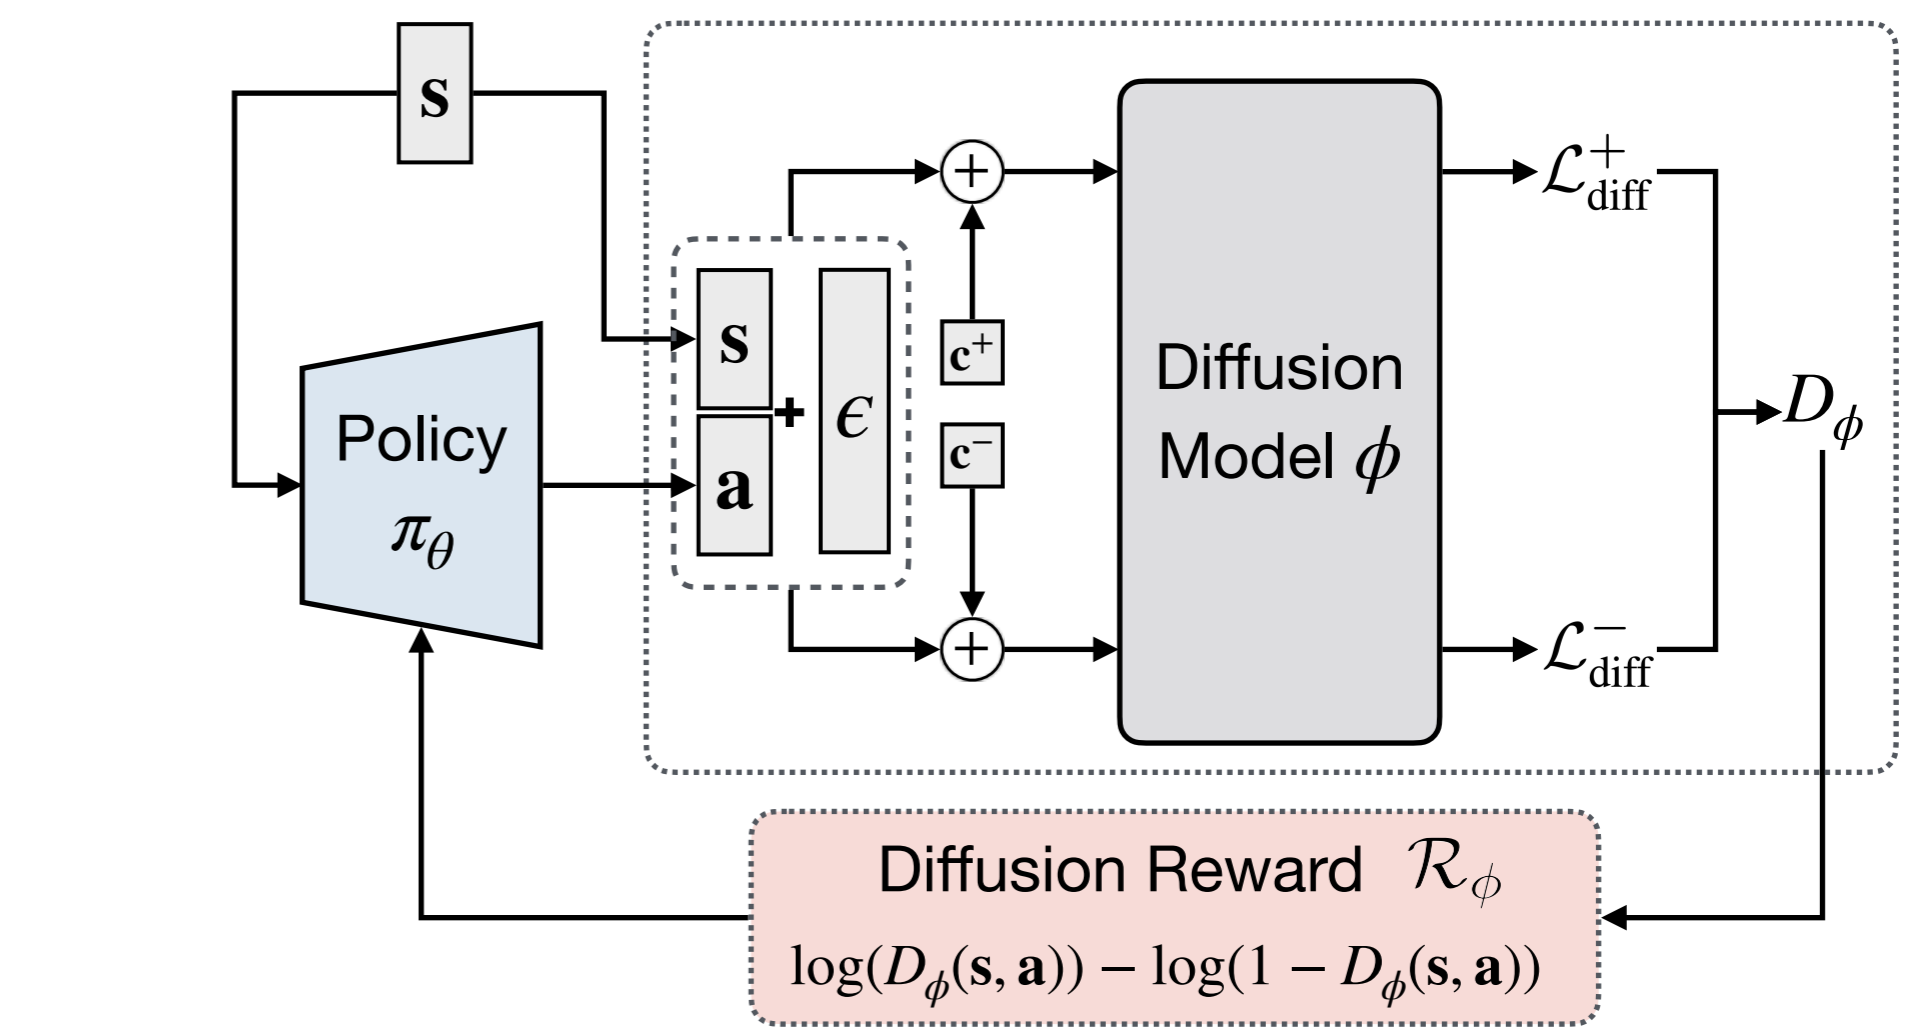 s
s
a
+
ϵ
+
c⁺
c⁻
+
Policy
π_θ
Diffusion
Model ϕ
ℒ⁺_diff
ℒ⁻_diff
D_ϕ
Diffusion Reward ℛ_ϕ
log(D_ϕ(s, a)) − log(1 − D_ϕ(s, a))